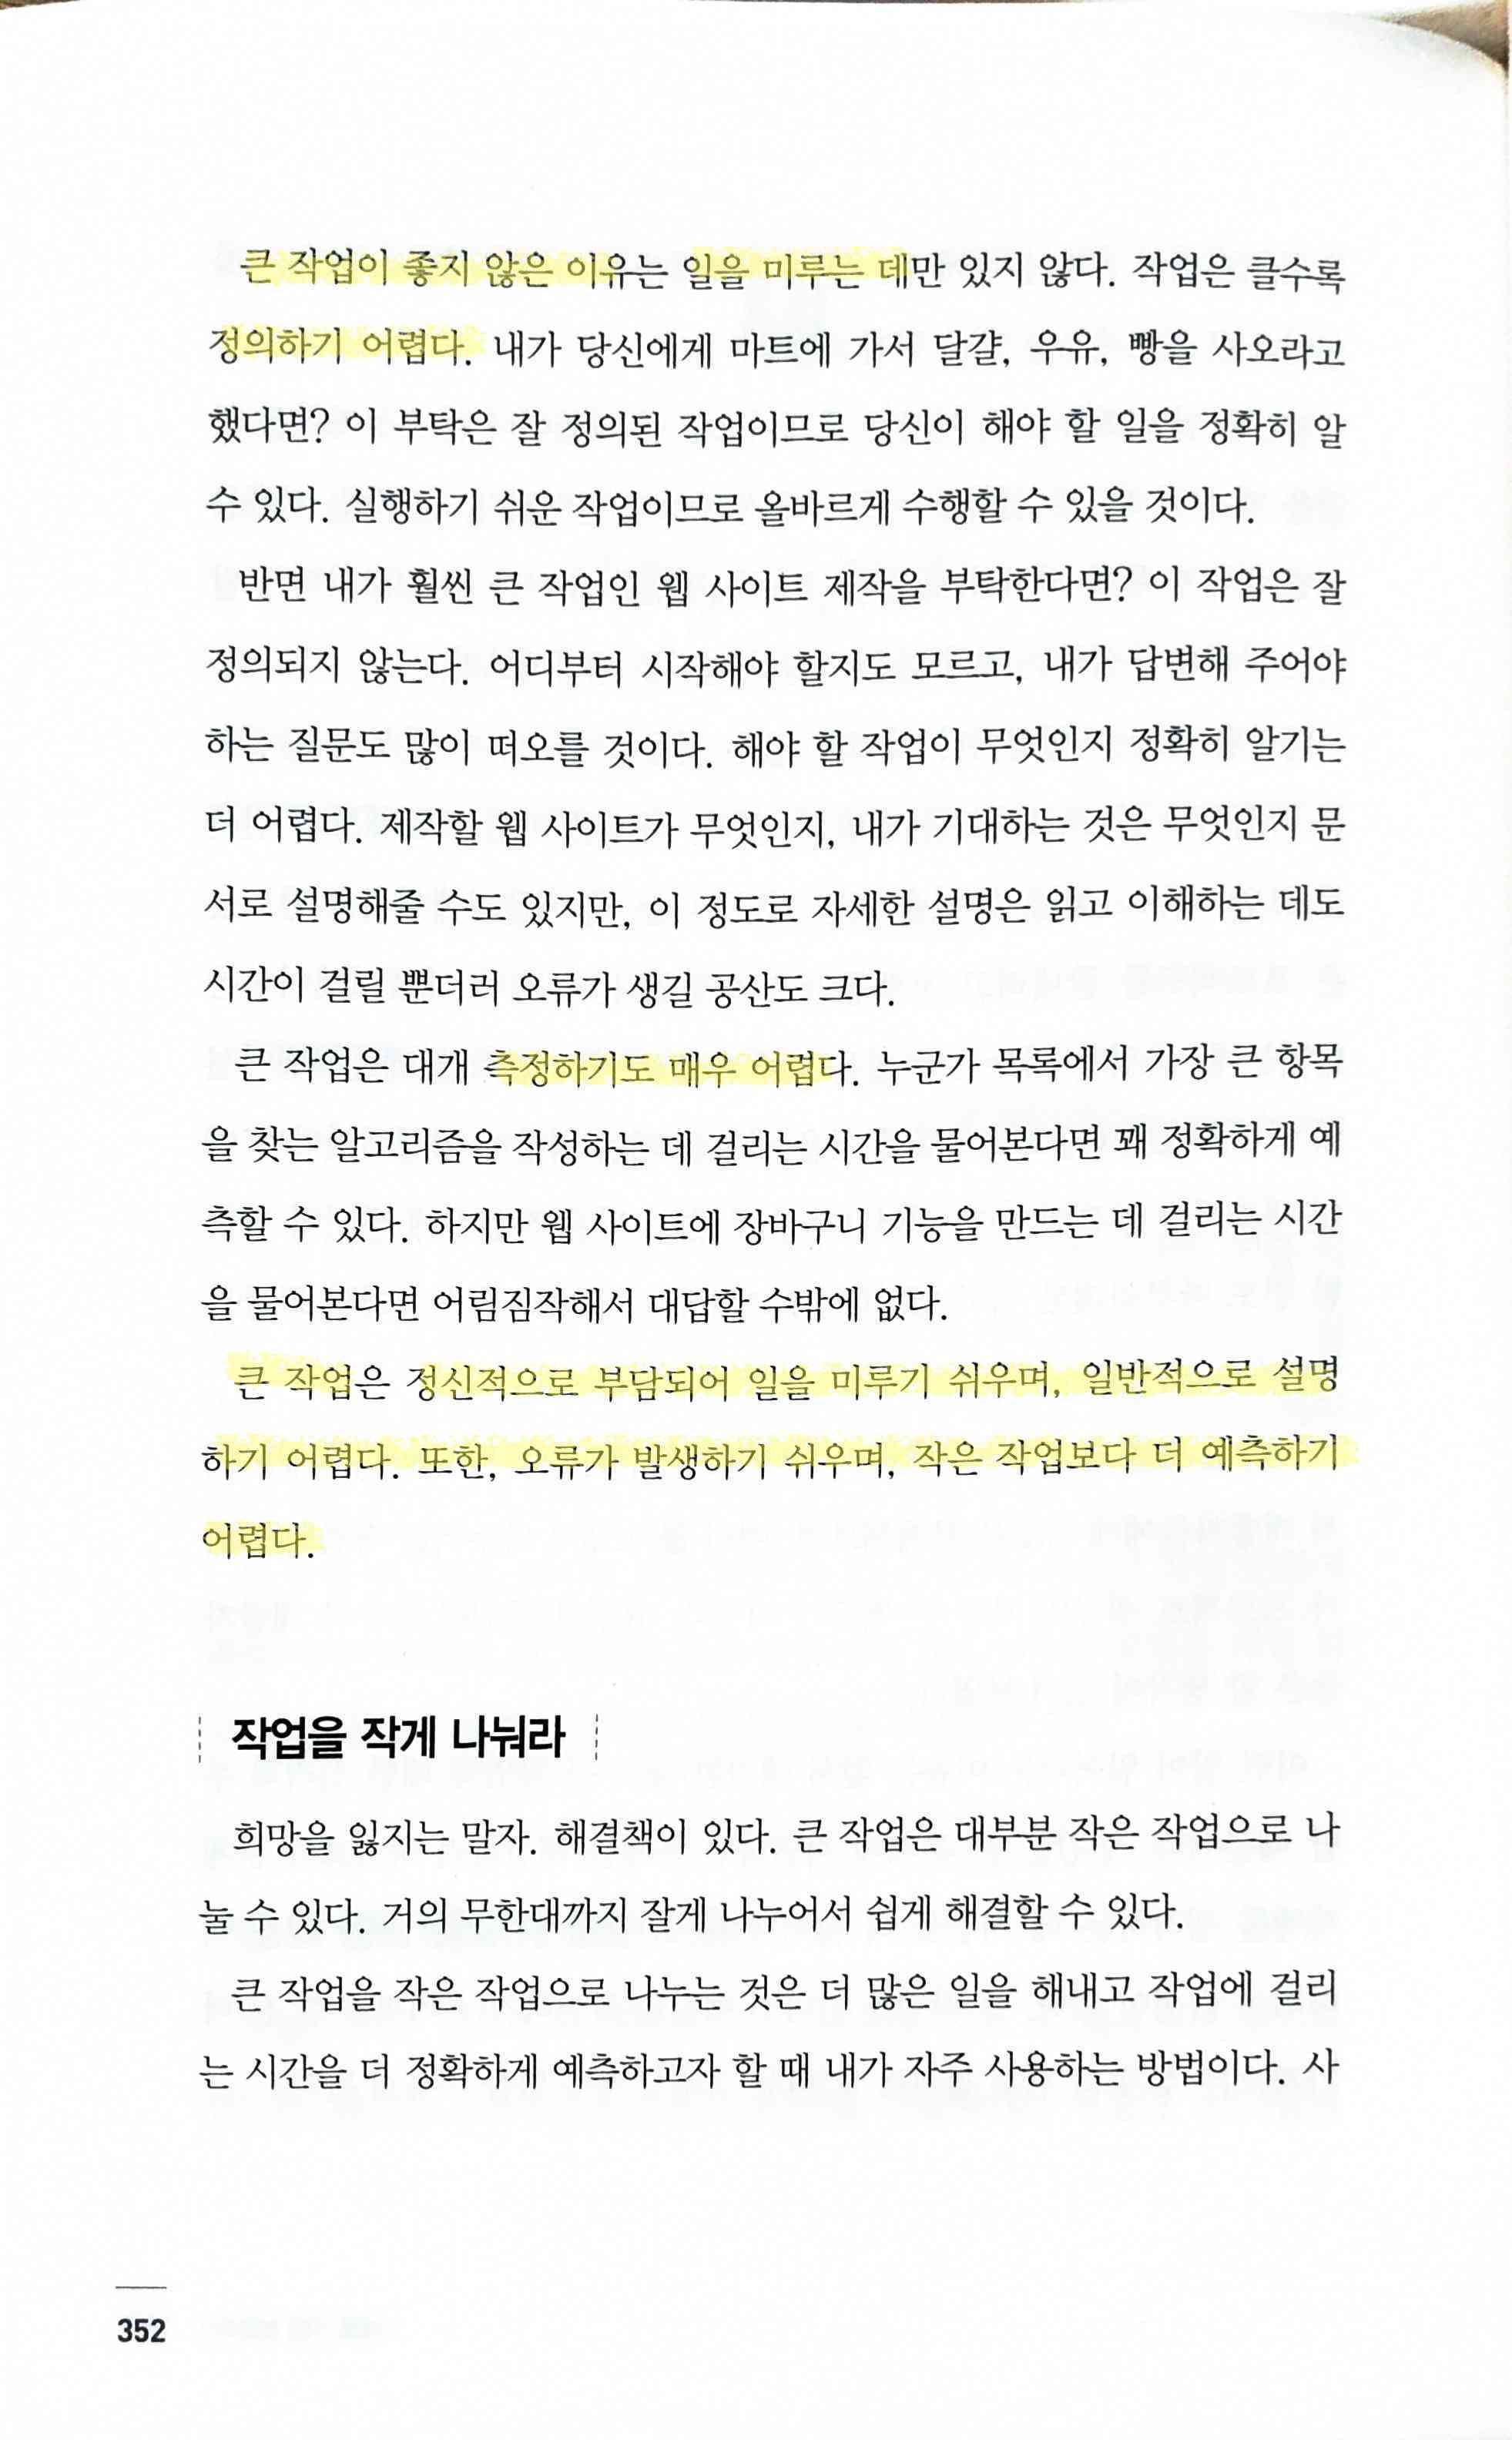 큰 작업이 좋지 않은 이유는 일을 미루는 데만 있지 않다. 작업은 클수록
정의하기 어렵다. 내가 당신에게 마트에 가서 달걀, 우유, 빵을 사오라고
했다면? 이 부탁은 잘 정의된 작업이므로 당신이 해야 할 일을 정확히 알
수 있다. 실행하기 쉬운 작업이므로 올바르게 수행할 수 있을 것이다.
반면 내가 훨씬 큰 작업인 웹 사이트 제작을 부탁한다면? 이 작업은 잘
정의되지 않는다. 어디부터 시작해야 할지도 모르고, 내가 답변해 주어야
하는 질문도 많이 떠오를 것이다. 해야 할 작업이 무엇인지 정확히 알기는
더 어렵다. 제작할 웹 사이트가 무엇인지, 내가 기대하는 것은 무엇인지 문
서로 설명해줄 수도 있지만, 이 정도로 자세한 설명은 읽고 이해하는 데도
시간이 걸릴 뿐더러 오류가 생길 공산도 크다.
큰 작업은 대개 측정하기도 매우 어렵다. 누군가 목록에서 가장 큰 항목
을 찾는 알고리즘을 작성하는 데 걸리는 시간을 물어본다면 꽤 정확하게 예
측할 수 있다. 하지만 웹 사이트에 장바구니 기능을 만드는 데 걸리는 시간
을 물어본다면 어림짐작해서 대답할 수밖에 없다.
큰 작업은 정신적으로 부담되어 일을 미루기 쉬우며, 일반적으로 설명
하기 어렵다. 또한, 오류가 발생하기 쉬우며, 작은 작업보다 더 예측하기
어렵다.
작업을 작게 나눠라
희망을 잃지는 말자. 해결책이 있다. 큰 작업은 대부분 작은 작업으로 나
눌 수 있다. 거의 무한대까지 잘게 나누어서 쉽게 해결할 수 있다.
큰 작업을 작은 작업으로 나누는 것은 더 많은 일을 해내고 작업에 걸리
는 시간을 더 정확하게 예측하고자 할 때 내가 자주 사용하는 방법이다. 사
352